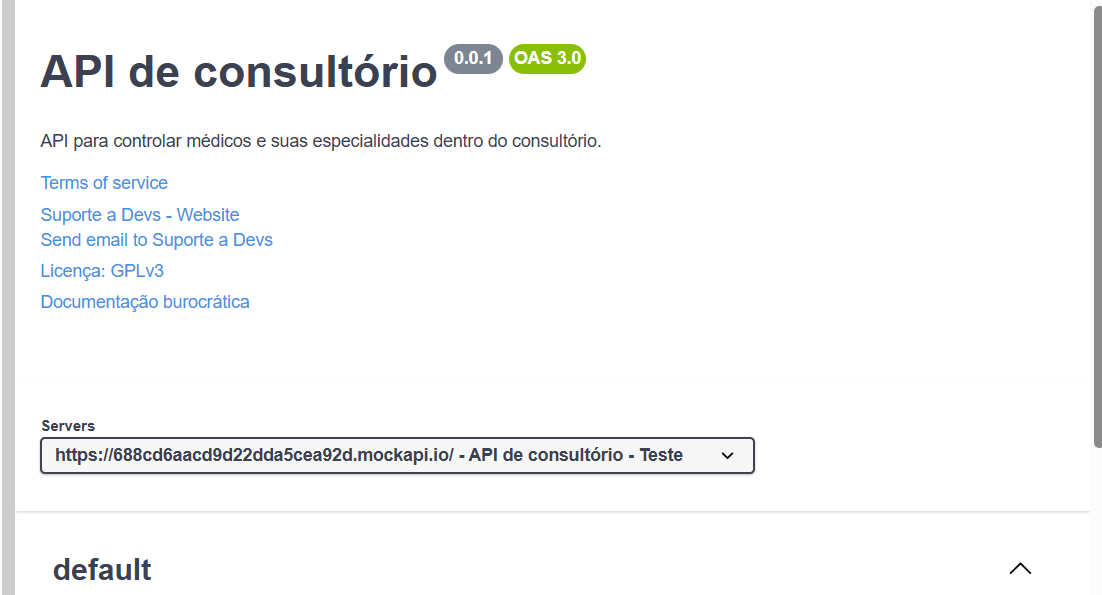 API de consultório 0.0.1 OAS 3.0
API para controlar médicos e suas especialidades dentro do consultório.
Terms of service
Suporte a Devs - Website
Send email to Suporte a Devs
Licença: GPLv3
Documentação burocrática
Servers
https://688cd6aacd9d22dda5cea92d.mockapi.io/ - API de consultório - Teste
default